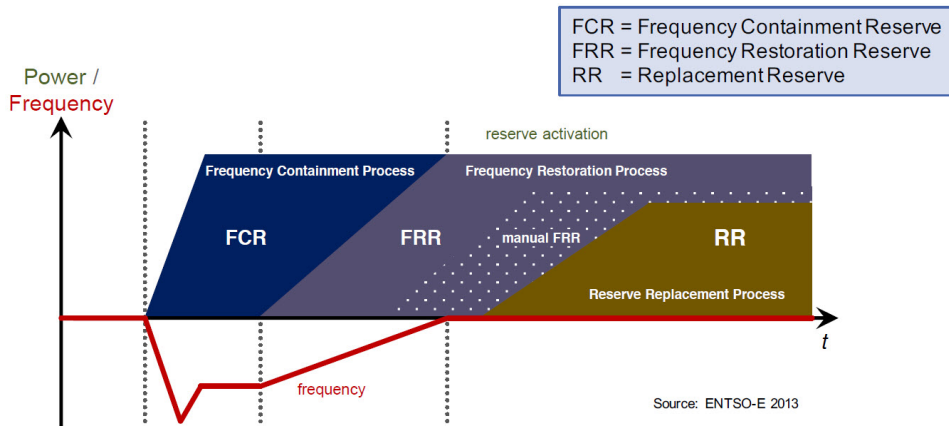 FCR = Frequency Containment Reserve
FRR = Frequency Restoration Reserve
RR = Replacement Reserve
Power /
Frequency
reserve activation
Frequency Containment Process
Frequency Restoration Process
FCR
FRR
manual FRR
RR
Reserve Replacement Process
t
frequency
Source: ENTSO-E 2013